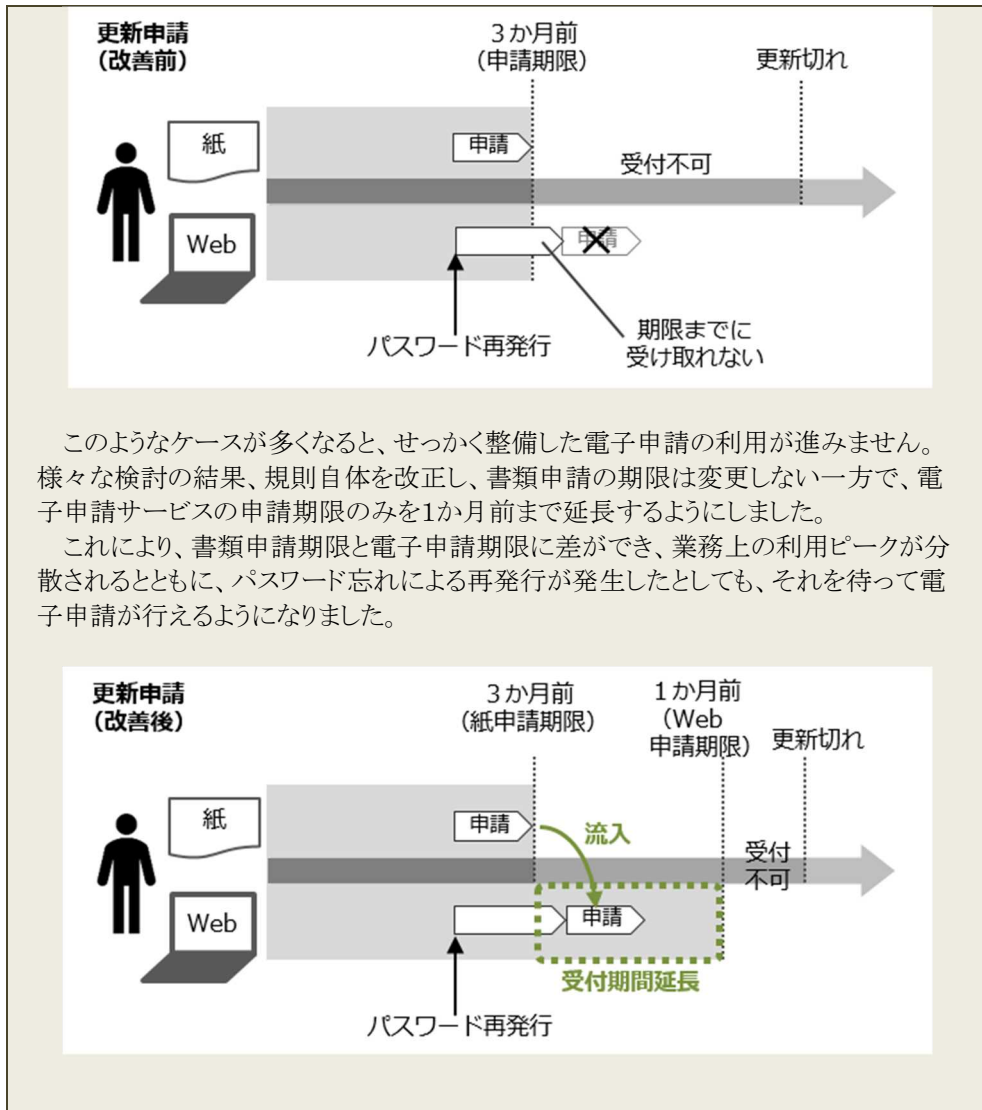 更新申請
(改善前)
3か月前
(申請期限)
更新切れ
紙
申請
受付不可
Web
申請
パスワード再発行
期限までに
受け取れない
このようなケースが多くなると、せっかく整備した電子申請の利用が進みません。
様々な検討の結果、規則自体を改正し、書類申請の期限は変更しない一方で、電
子申請サービスの申請期限のみを1か月前まで延長するようにしました。
これにより、書類申請期限と電子申請期限に差ができ、業務上の利用ピークが分
散されるとともに、パスワード忘れによる再発行が発生したとしても、それを待って電
子申請が行えるようになりました。
更新申請
(改善後)
3か月前
(紙申請期限)
1か月前
(Web
申請期限)
更新切れ
紙
申請
流入
受付
不可
Web
申請
受付期間延長
パスワード再発行